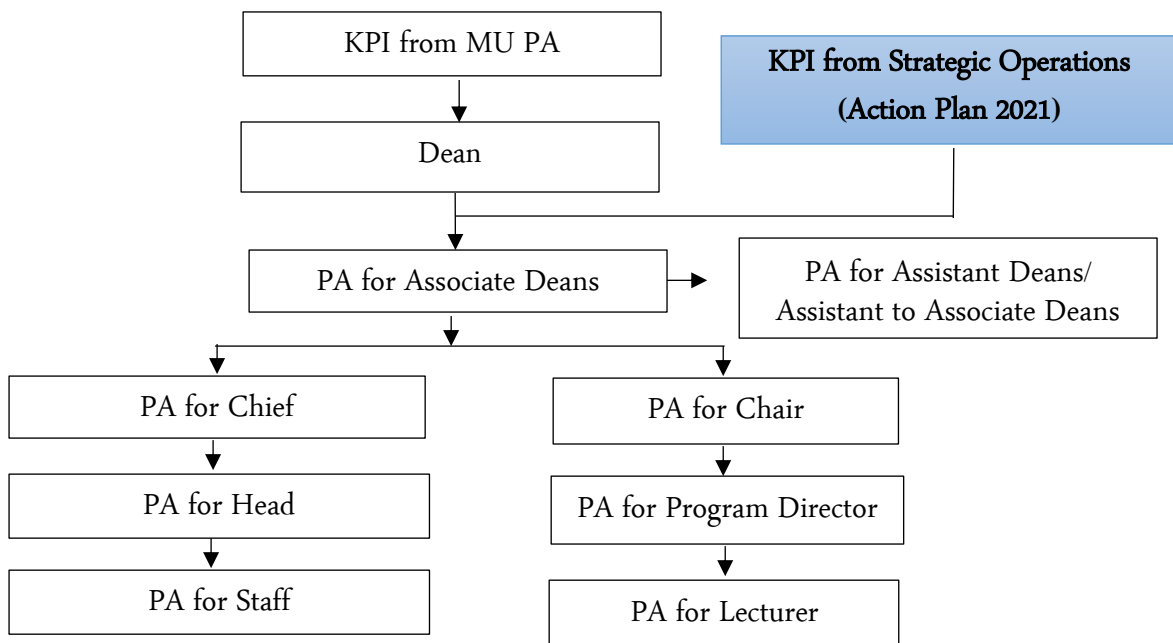 KPI from MU PA
KPI from Strategic Operations
(Action Plan 2021)
Dean
PA for Associate Deans
PA for Assistant Deans/
Assistant to Associate Deans
PA for Chief
PA for Chair
PA for Head
PA for Program Director
PA for Staff
PA for Lecturer